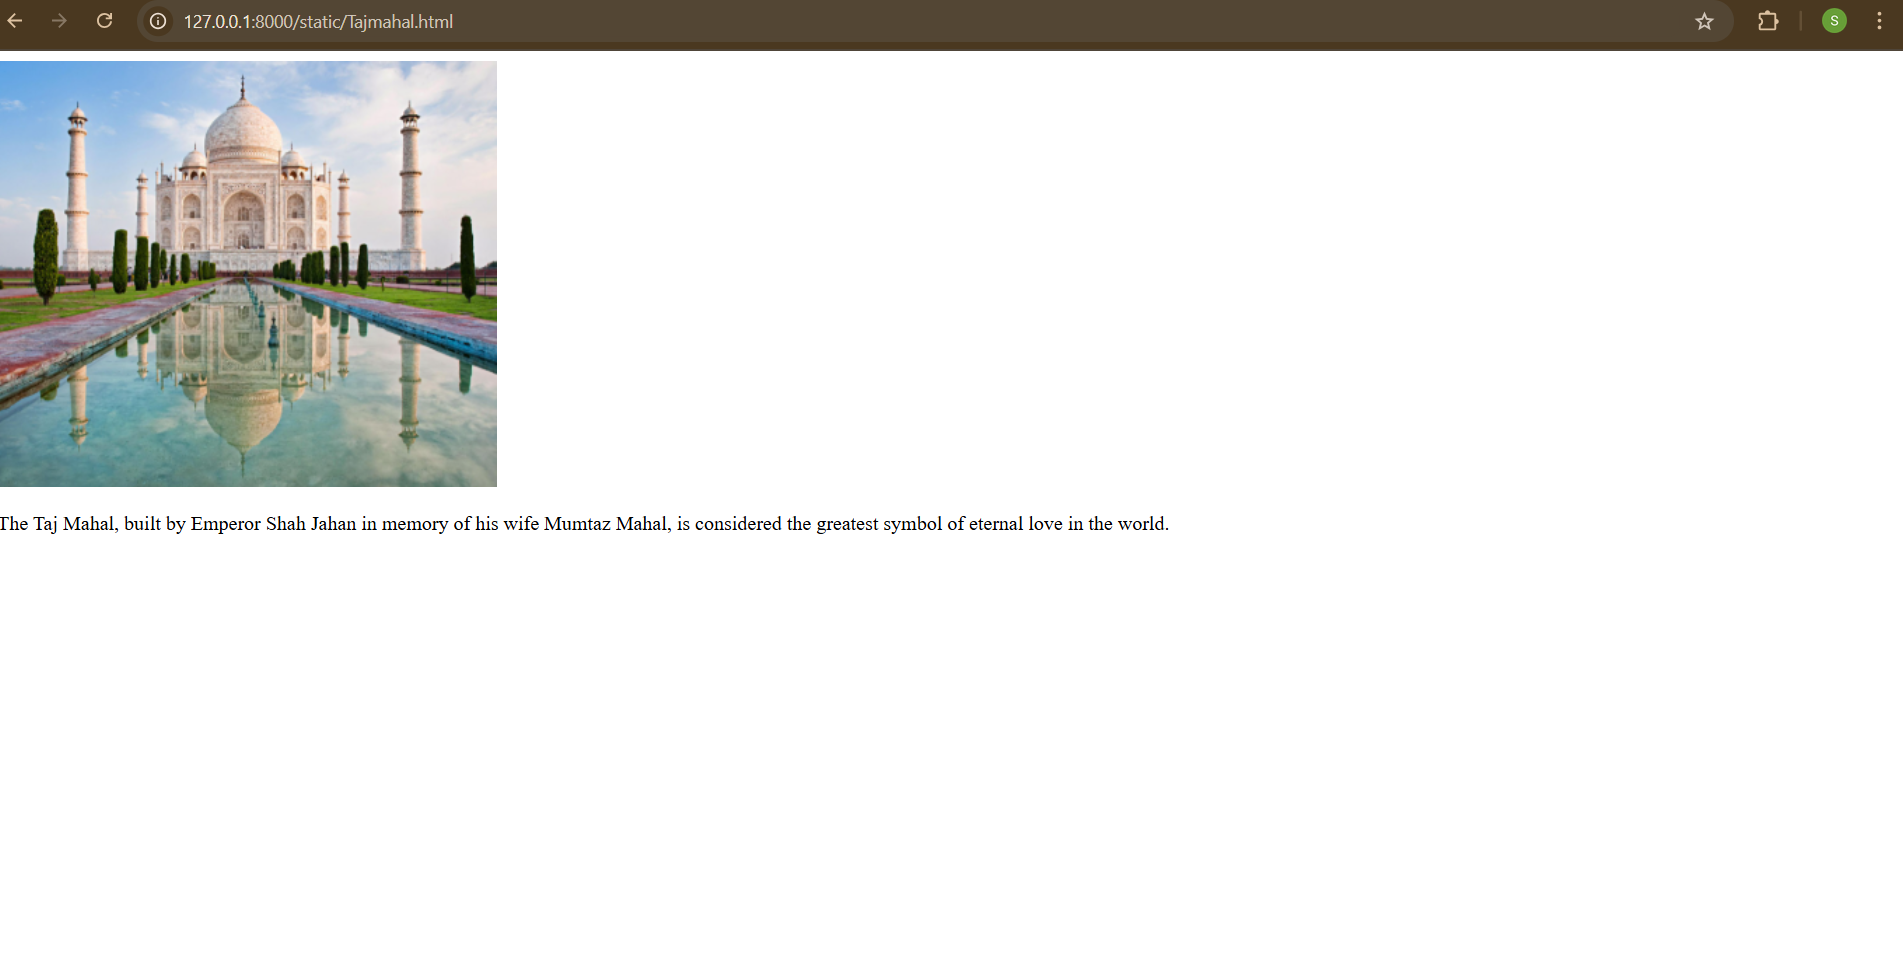 127.0.0.1:8000/static/Tajmahal.html
S
The Taj Mahal, built by Emperor Shah Jahan in memory of his wife Mumtaz Mahal, is considered the greatest symbol of eternal love in the world.